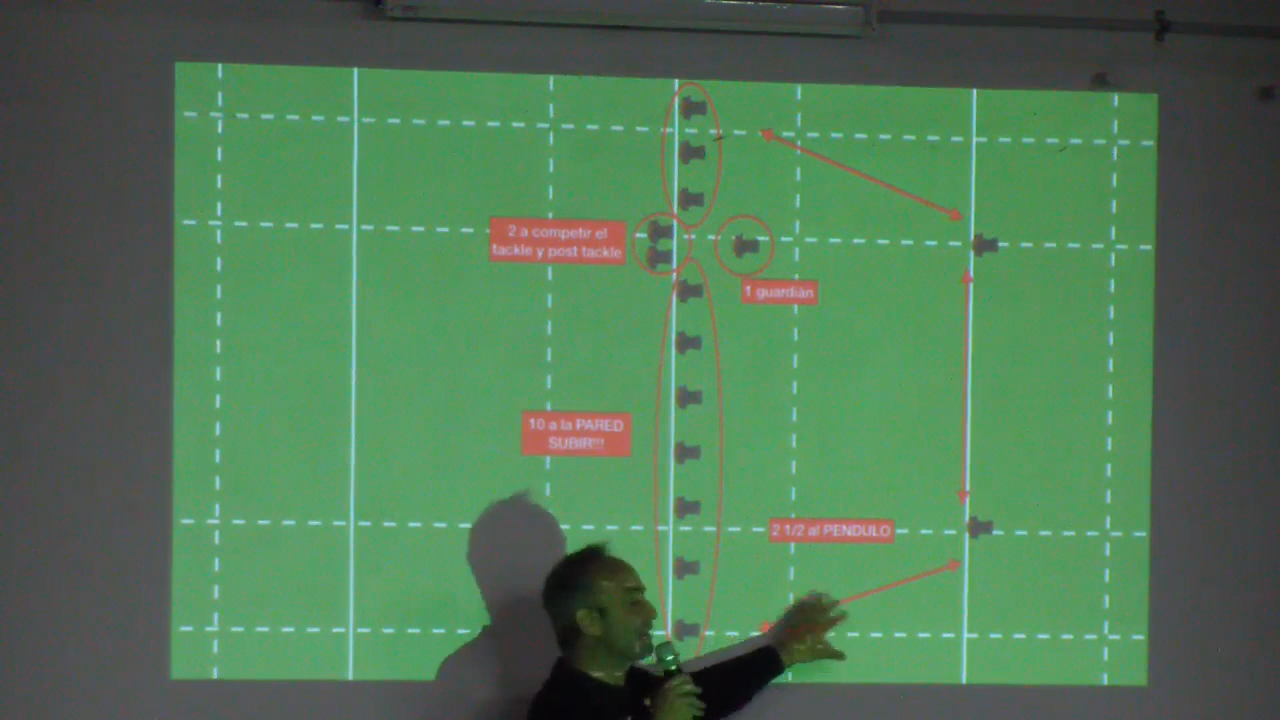 2 a competir el
tackle y post tackle
1 guardián
10 a la PARED
SUBIR!!!
2 1/2 al PENDULO